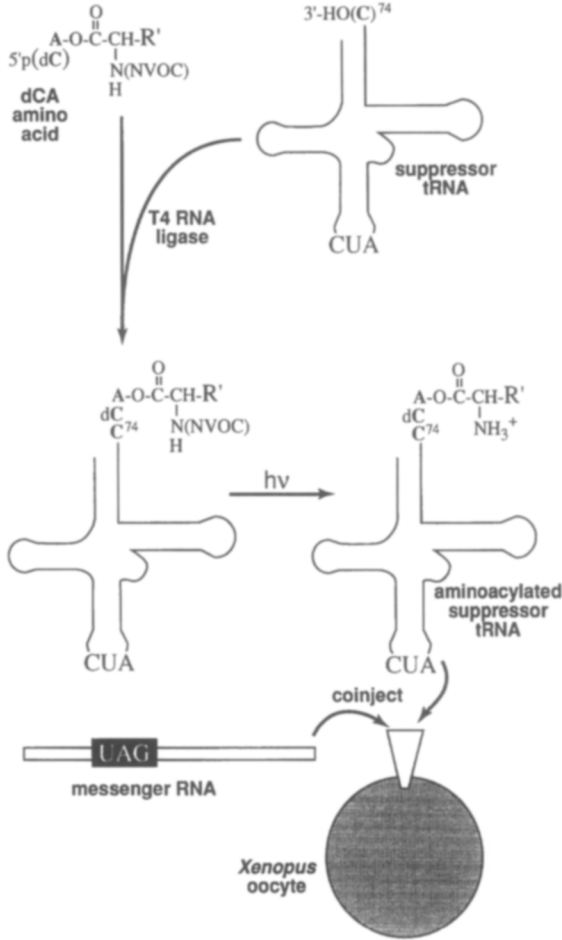 O
A-O-C-CH-R'
5'p(dC)
N(NVOC)
H
dCA
amino
acid
3'-HO(C)74
suppressor
tRNA
CUA
T4 RNA
ligase
O
A-O-C-CH-R'
dC
C74
N(NVOC)
H
hν
O
A-O-C-CH-R'
dC
C74
NH3+
aminoacylated
suppressor
tRNA
CUA
CUA
coinject
UAG
messenger RNA
Xenopus
oocyte